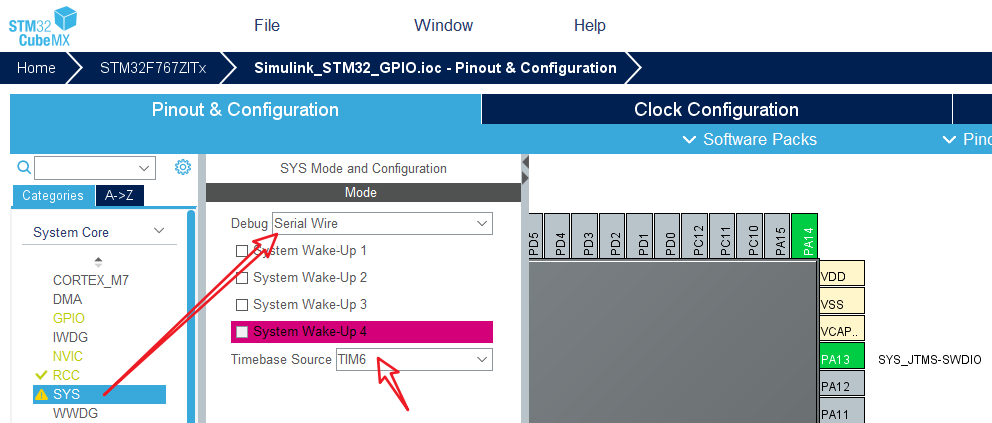 STM32
CubeMX
File
Window
Help
Home
STM32F767ZITx
Simulink_STM32_GPIO.ioc - Pinout & Configuration
Pinout & Configuration
Clock Configuration
Software Packs
Pinc
Categories
A->Z
System Core
CORTEX_M7
DMA
GPIO
IWDG
NVIC
RCC
SYS
WWDG
SYS Mode and Configuration
Mode
Debug Serial Wire
System Wake-Up 1
System Wake-Up 2
System Wake-Up 3
System Wake-Up 4
Timebase Source TIM6
PD5
PD4
PD3
PD2
PD1
PD0
PC12
PC11
PC10
PA15
PA14
VDD
VSS
VCAP..
PA13 SYS_JTMS-SWDIO
PA12
PA11